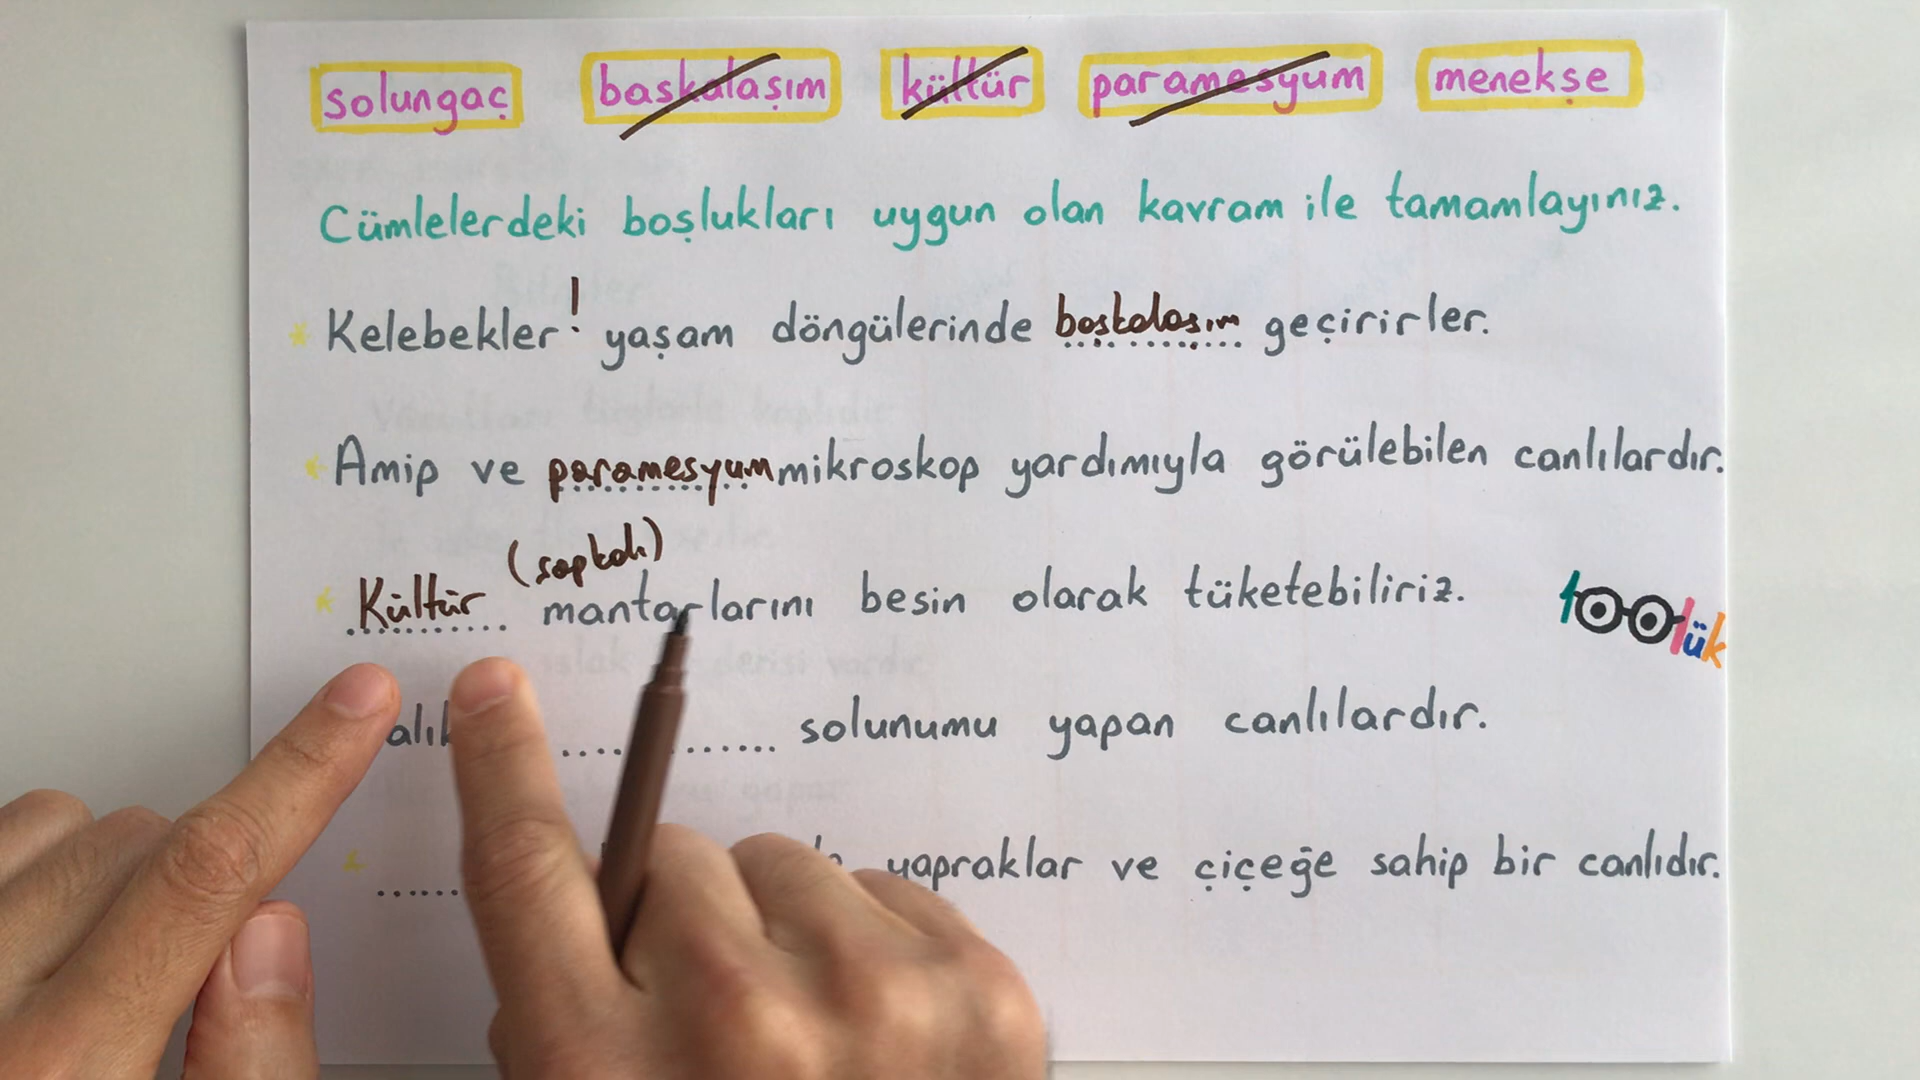 solungaç başkalaşım kültür paramesyum menekşe
Cümlelerdeki boşlukları uygun olan kavram ile tamamlayınız.
Kelebekler! yaşam döngülerinde başkalaşım geçirirler.
Amip ve paramesyum mikroskop yardımıyla görülebilen canlılardır.
(şapkalı)
Kültür mantarlarını besin olarak tüketebiliriz.
tooluk
solunumu yapan canlılardır.
yapraklar ve çiçeğe sahip bir canlıdır.